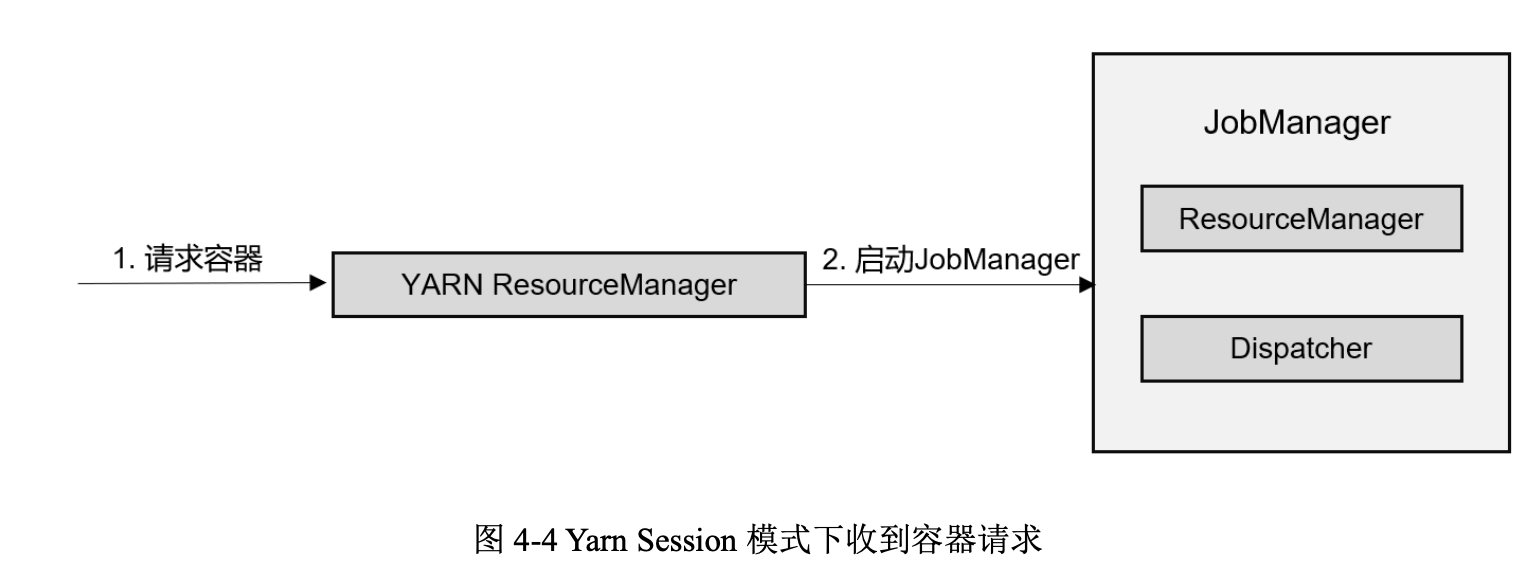 JobManager
ResourceManager
1. 请求容器
YARN ResourceManager
2. 启动JobManager
Dispatcher
图 4-4 Yarn Session 模式下收到容器请求